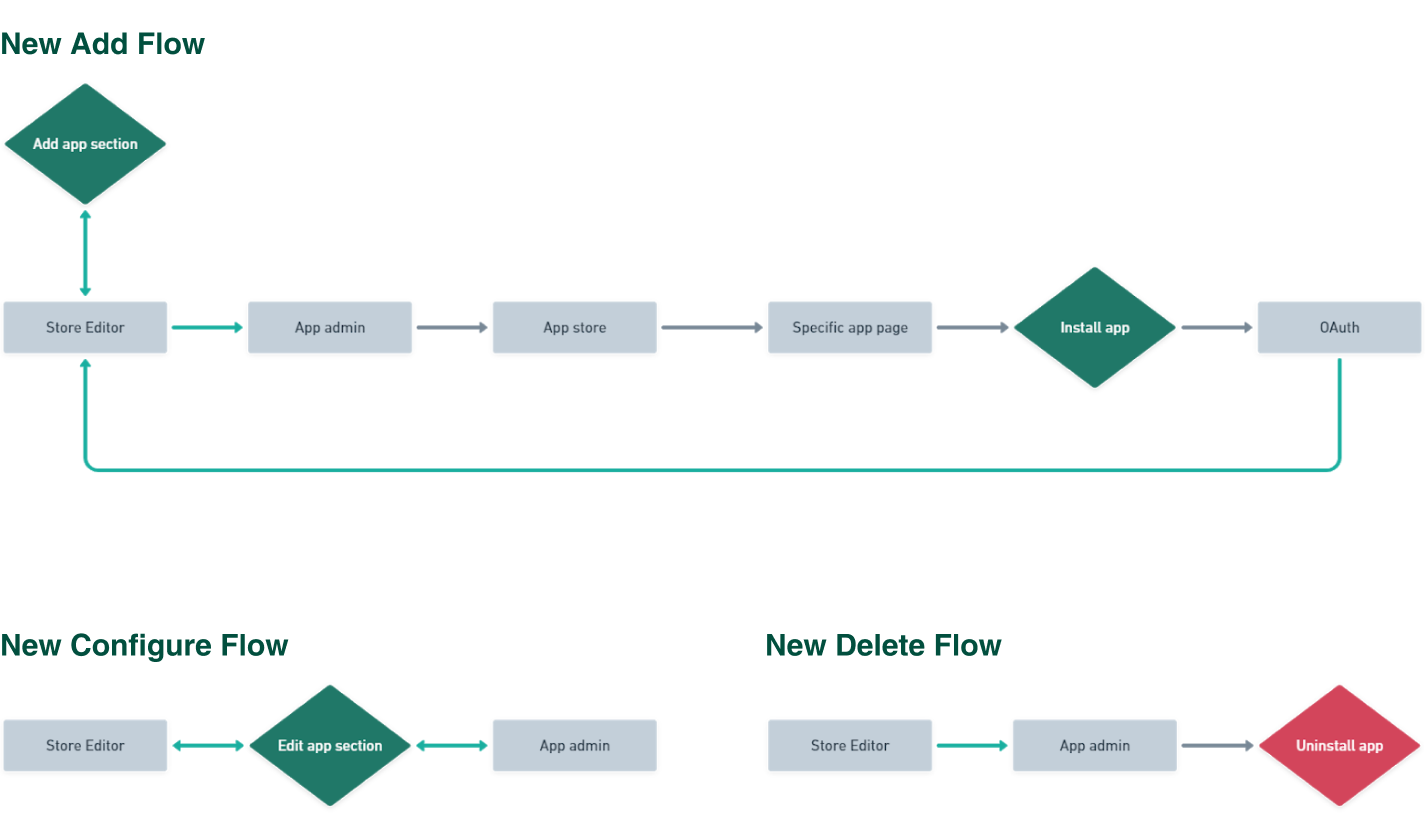 New Add Flow
Add app section
Store Editor
App admin
App store
Specific app page
Install app
OAuth
New Configure Flow
Store Editor
Edit app section
App admin
New Delete Flow
Store Editor
App admin
Uninstall app